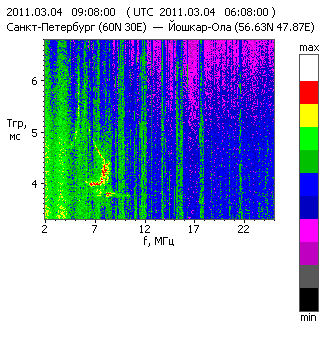 2011.03.04 09:08:00 ( UTC 2011.03.04 06:08:00 )
Санкт-Петербург (60N 30E) — Йошкар-Ола (56.63N 47.87E)
max
6
Tгр,
мс
5
4
2 7 12 17 22
f, МГц
min